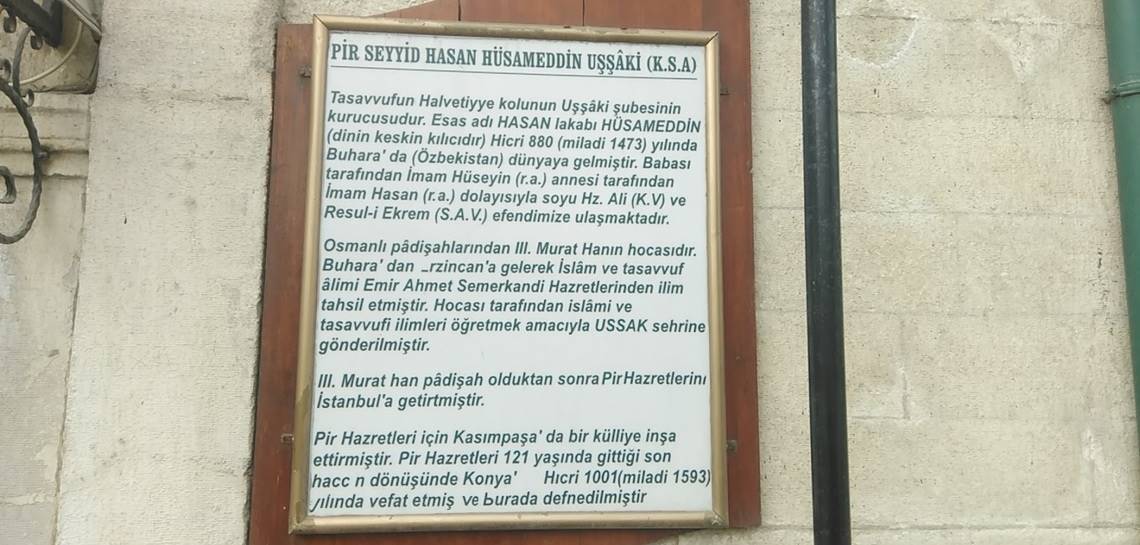 PİR SEYYİD HASAN HÜSAMEDDİN UŞŞÂKİ (K.S.A)
Tasavvufun Halvetiyye kolunun Uşşâki şubesinin
kurucusudur. Esas adı HASAN lakabı HÜSAMEDDİN
(dinin keskin kılıcıdır) Hicri 880 (miladi 1473) yılında
Buhara' da (Özbekistan) dünyaya gelmiştir. Babası
tarafından İmam Hüseyin (r.a.) annesi tarafından
İmam Hasan (r.a.) dolayısıyla soyu Hz. Ali (K.V) ve
Resul-i Ekrem (S.A.V.) efendimize ulaşmaktadır.
Osmanlı pâdişahlarından III. Murat Hanın hocasıdır.
Buhara' dan rzincan'a gelerek İslâm ve tasavvuf
âlimi Emir Ahmet Semerkandi Hazretlerinden ilim
tahsil etmiştir. Hocası tarafından islâmi ve
tasavvufi ilimleri öğretmek amacıyla USSAK sehrine
gönderilmiştir.
III. Murat han pâdişah olduktan sonra Pir Hazretlerini
İstanbul'a getirtmiştir.
Pir Hazretleri için Kasımpaşa' da bir külliye inşa
ettirmiştir. Pir Hazretleri 121 yaşında gittiği son
hacc n dönüşünde Konya' Hicri 1001(miladi 1593)
yılında vefat etmiş ve burada defnedilmiştir